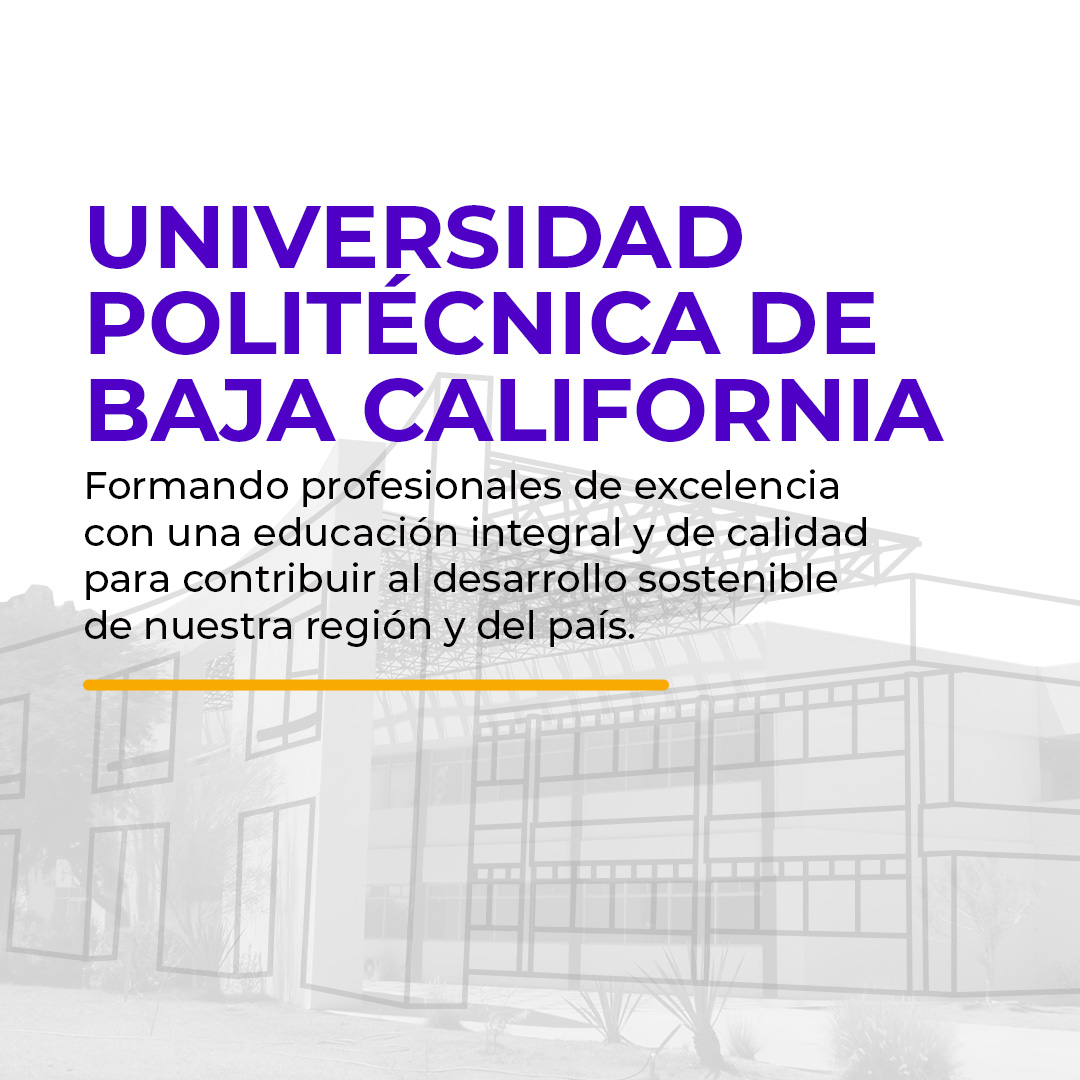 UNIVERSIDAD
POLITÉCNICA DE
BAJA CALIFORNIA
Formando profesionales de excelencia
con una educación integral y de calidad
para contribuir al desarrollo sostenible
de nuestra región y del país.